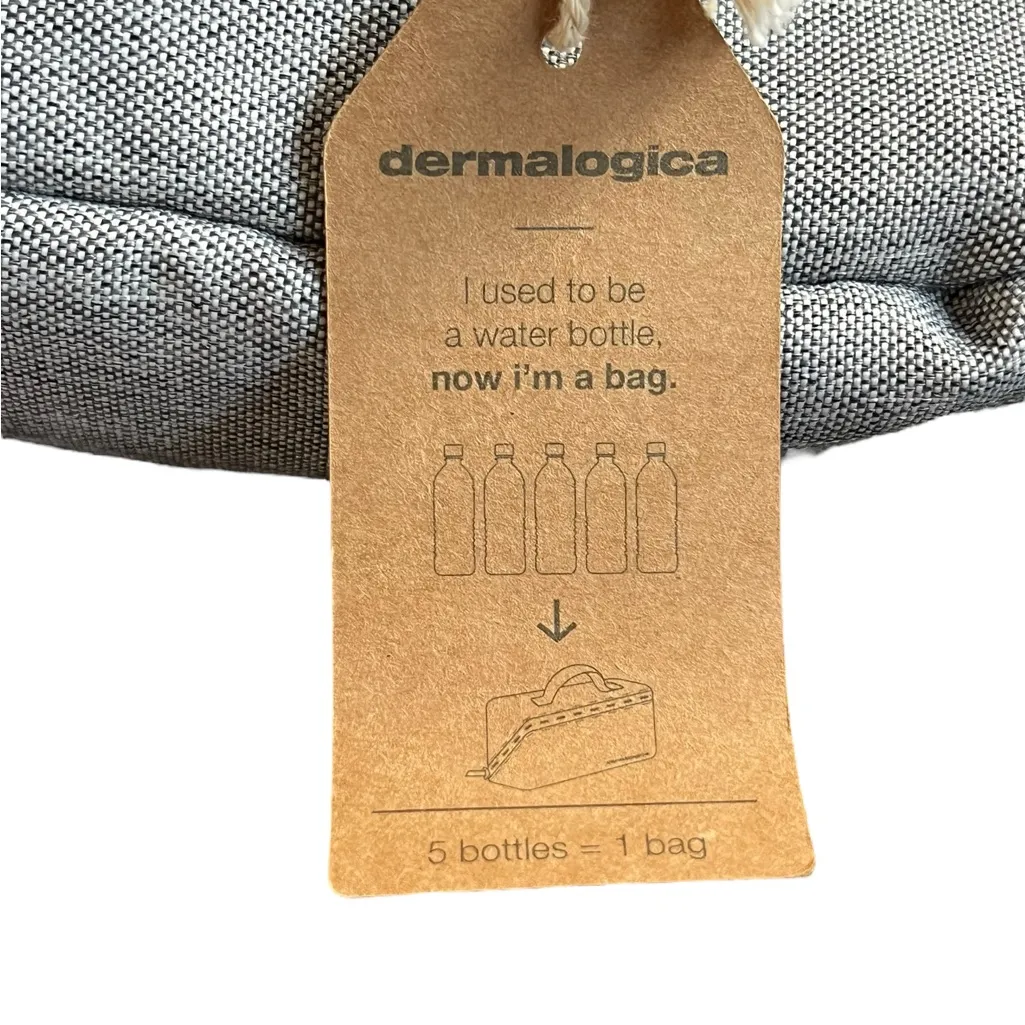 dermalogica
I used to be
a water bottle,
now i'm a bag.
5 bottles = 1 bag